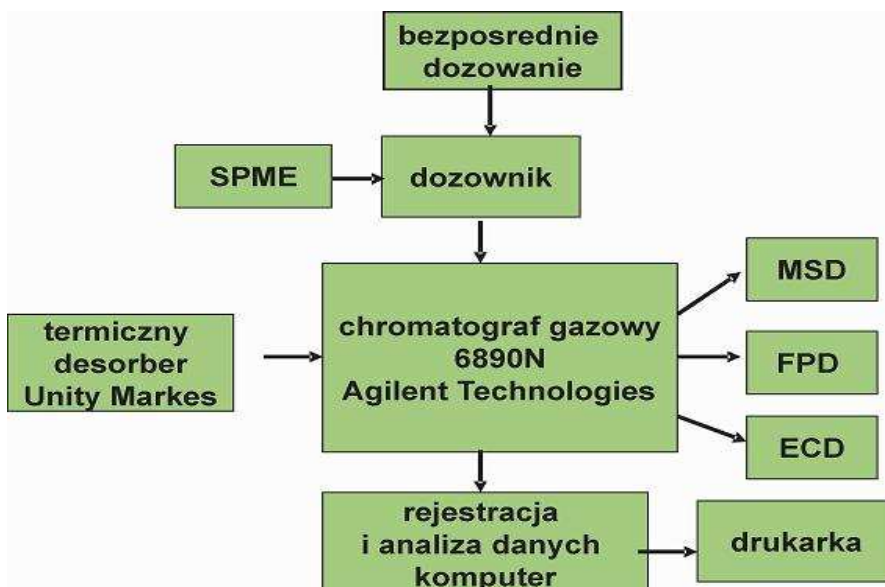 bezposrednie
dozowanie
SPME
dozownik
MSD
termiczny
desorber
Unity Markes
chromatograf gazowy
6890N
Agilent Technologies
FPD
ECD
rejestracja
i analiza danych
komputer
drukarka